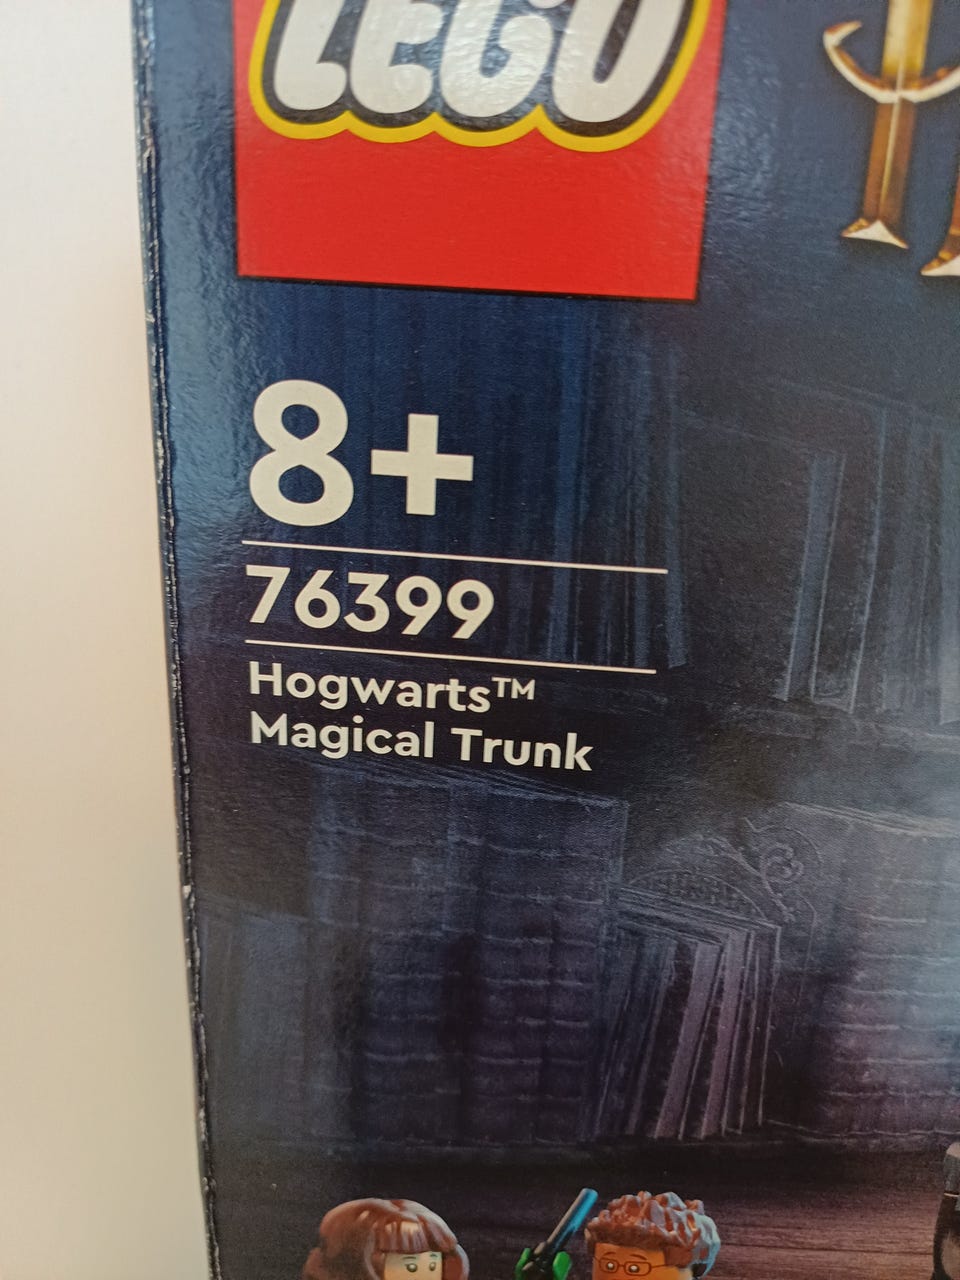 LEGO
8+
76399
Hogwarts™
Magical Trunk